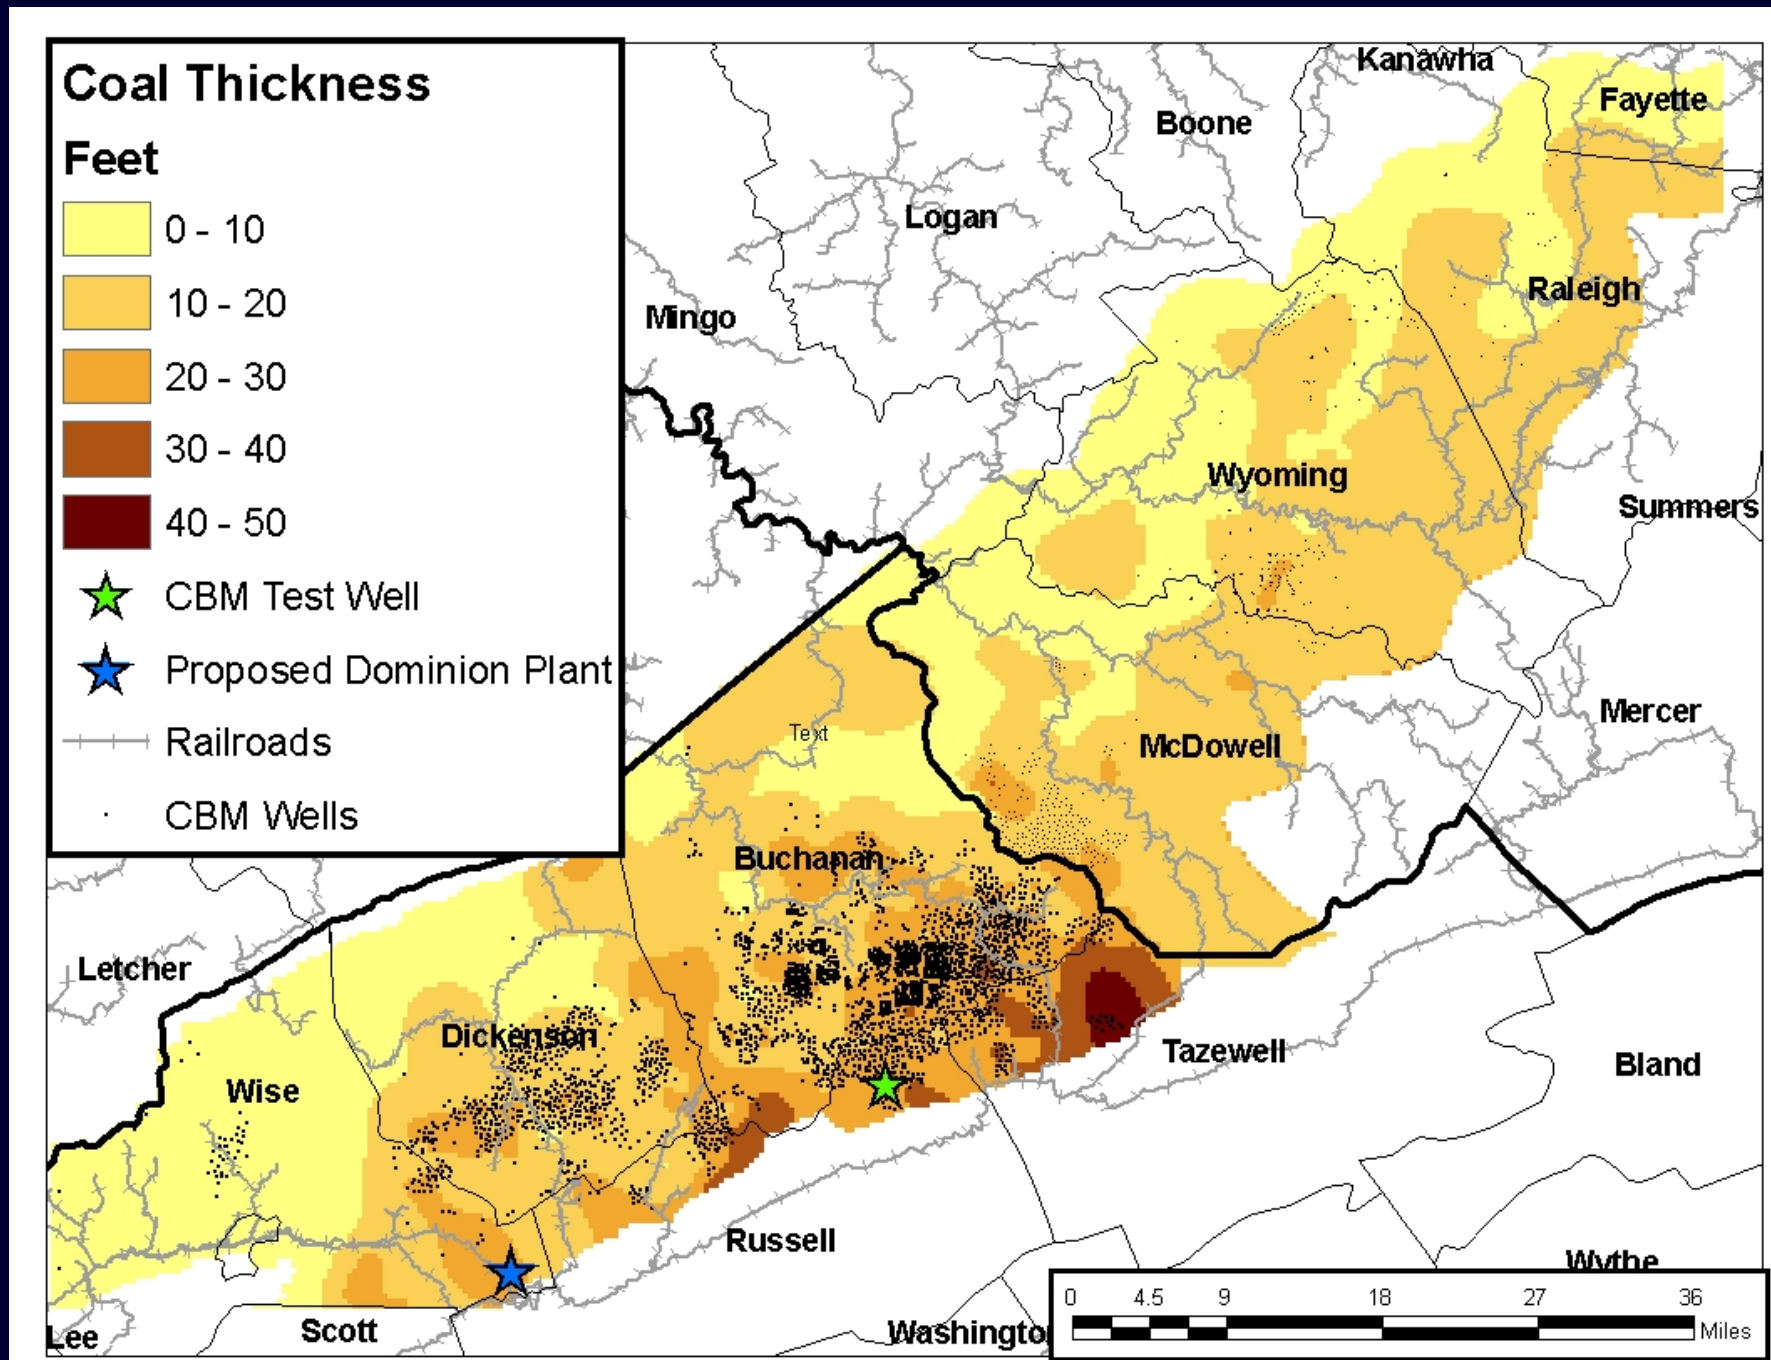 Coal Thickness
Feet
0 - 10
10 - 20
20 - 30
30 - 40
40 - 50
CBM Test Well
Proposed Dominion Plant
Railroads
CBM Wells
Kanawha
Fayette
Boone
Logan
Raleigh
Mingo
Wyoming
Summers
Mercer
Text
McDowell
Buchanan
Letcher
Dickenson
Tazewell
Bland
Wise
Russell
Wythe
Scott
Lee
Washingto
0 4.5 9 18 27 36
Miles